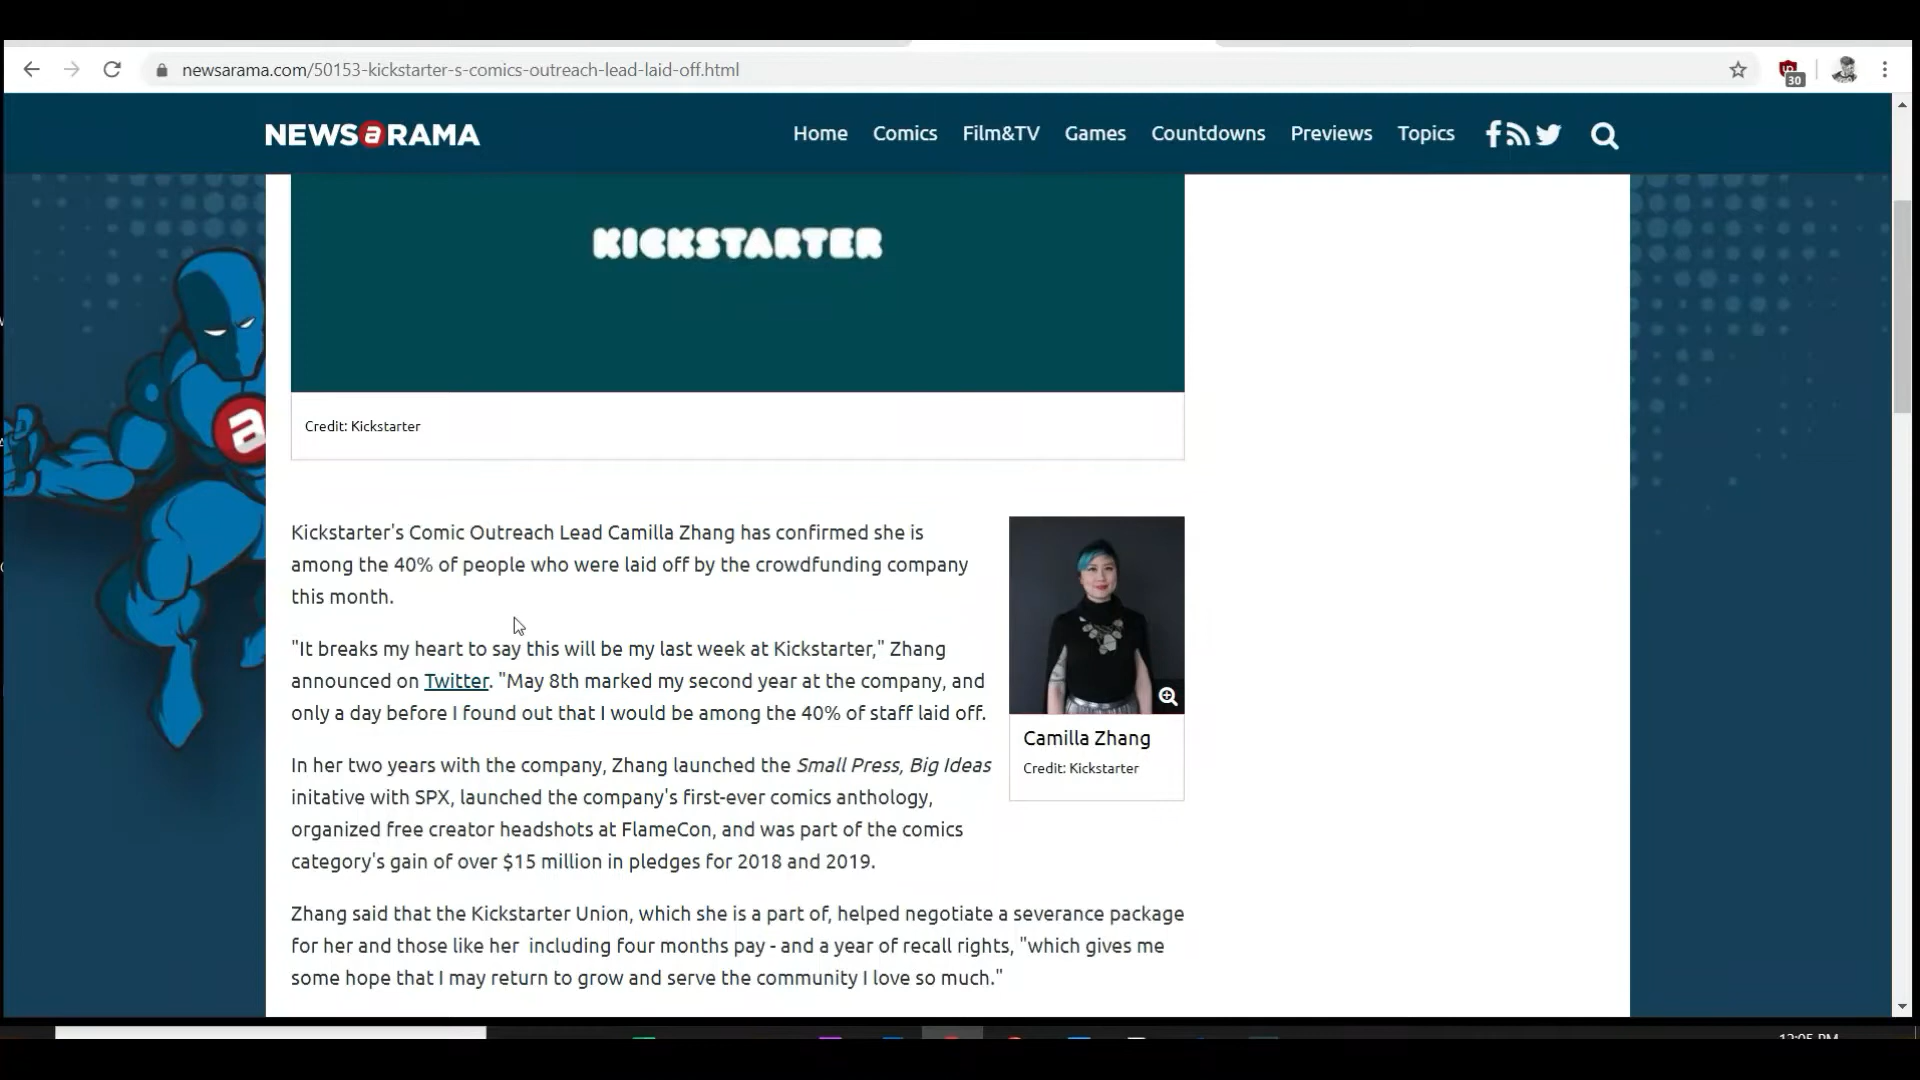 newsarama.com/50153-kickstarter-s-comics-outreach-lead-laid-off.html
30
NEWSaRAMA
Home Comics Film&TV Games Countdowns Previews Topics
KICKSTARTER
a
Credit: Kickstarter
Kickstarter's Comic Outreach Lead Camilla Zhang has confirmed she is
among the 40% of people who were laid off by the crowdfunding company
this month.
"It breaks my heart to say this will be my last week at Kickstarter," Zhang
announced on Twitter. "May 8th marked my second year at the company, and
only a day before I found out that I would be among the 40% of staff laid off.
Camilla Zhang
Credit: Kickstarter
In her two years with the company, Zhang launched the Small Press, Big Ideas
initative with SPX, launched the company's first-ever comics anthology,
organized free creator headshots at FlameCon, and was part of the comics
category's gain of over $15 million in pledges for 2018 and 2019.
Zhang said that the Kickstarter Union, which she is a part of, helped negotiate a severance package
for her and those like her  including four months pay - and a year of recall rights, "which gives me
some hope that I may return to grow and serve the community I love so much."
12:05 PM